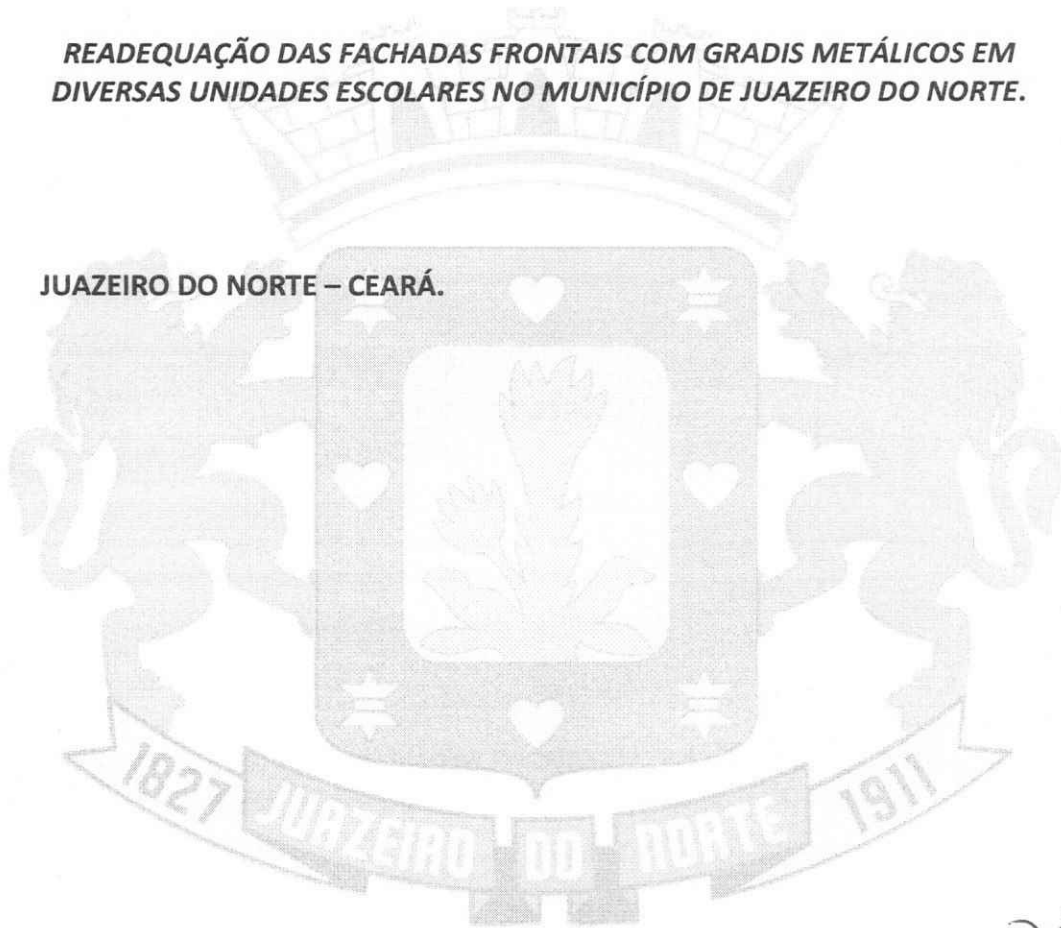 READEQUAÇÃO DAS FACHADAS FRONTAIS COM GRADIS METÁLICOS EM
DIVERSAS UNIDADES ESCOLARES NO MUNICÍPIO DE JUAZEIRO DO NORTE.
JUAZEIRO DO NORTE – CEARÁ.
1827 JUAZEIRO DO NORTE 1911